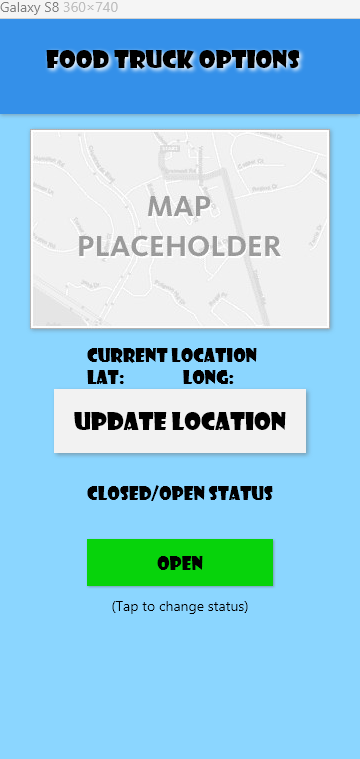 Galaxy S8 360×740
FOOD TRUCK OPTIONS
MAP
PLACEHOLDER
CURRENT LOCATION
LAT: LONG:
UPDATE LOCATION
CLOSED/OPEN STATUS
OPEN
(Tap to change status)